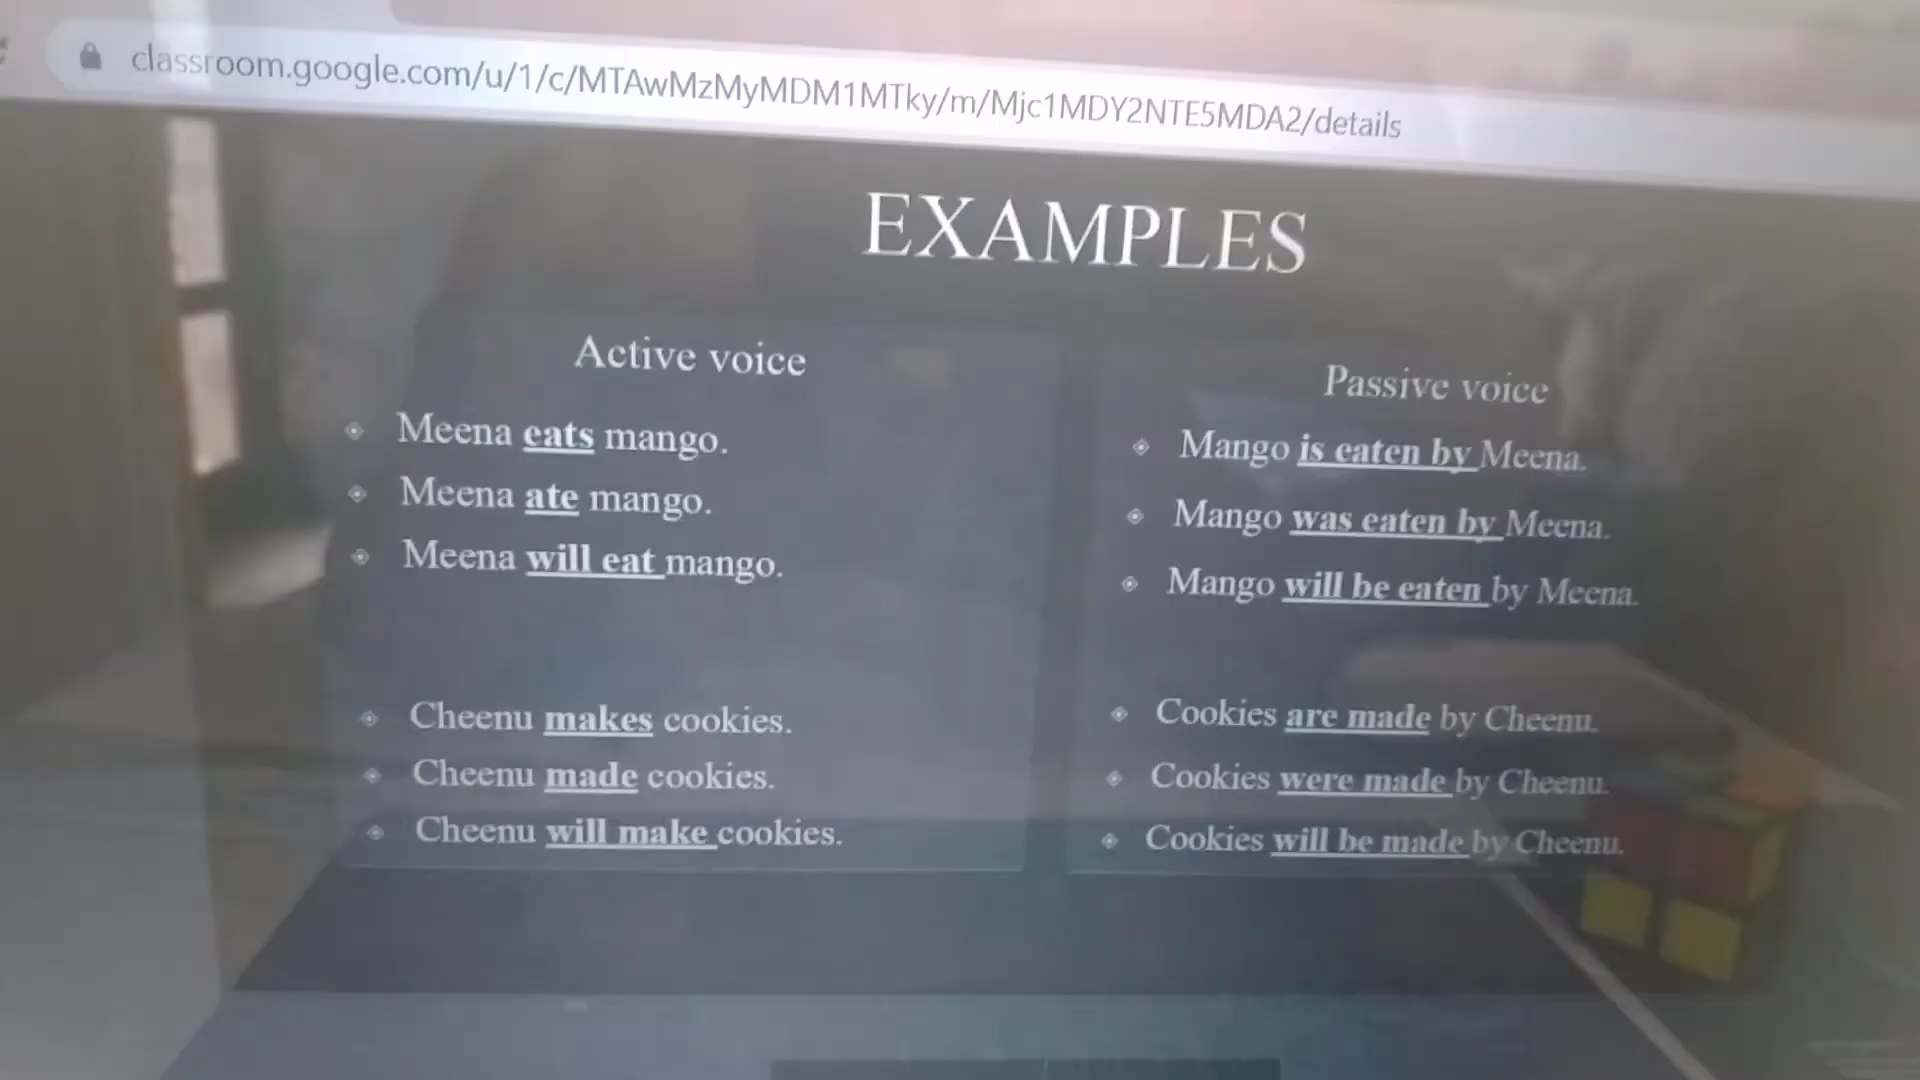 classroom.google.com/u/1/c/MTAwMzMyMDM1MTky/m/Mjc1MDY2NTE5MDA2/details
EXAMPLES
Active voice
Meena eats mango.
Meena ate mango.
Meena will eat mango.
Cheenu makes cookies.
Cheenu made cookies.
Cheenu will make cookies.
Passive voice
Mango is eaten by Meena.
Mango was eaten by Meena.
Mango will be eaten by Meena.
Cookies are made by Cheenu.
Cookies were made by Cheenu.
Cookies will be made by Cheenu.